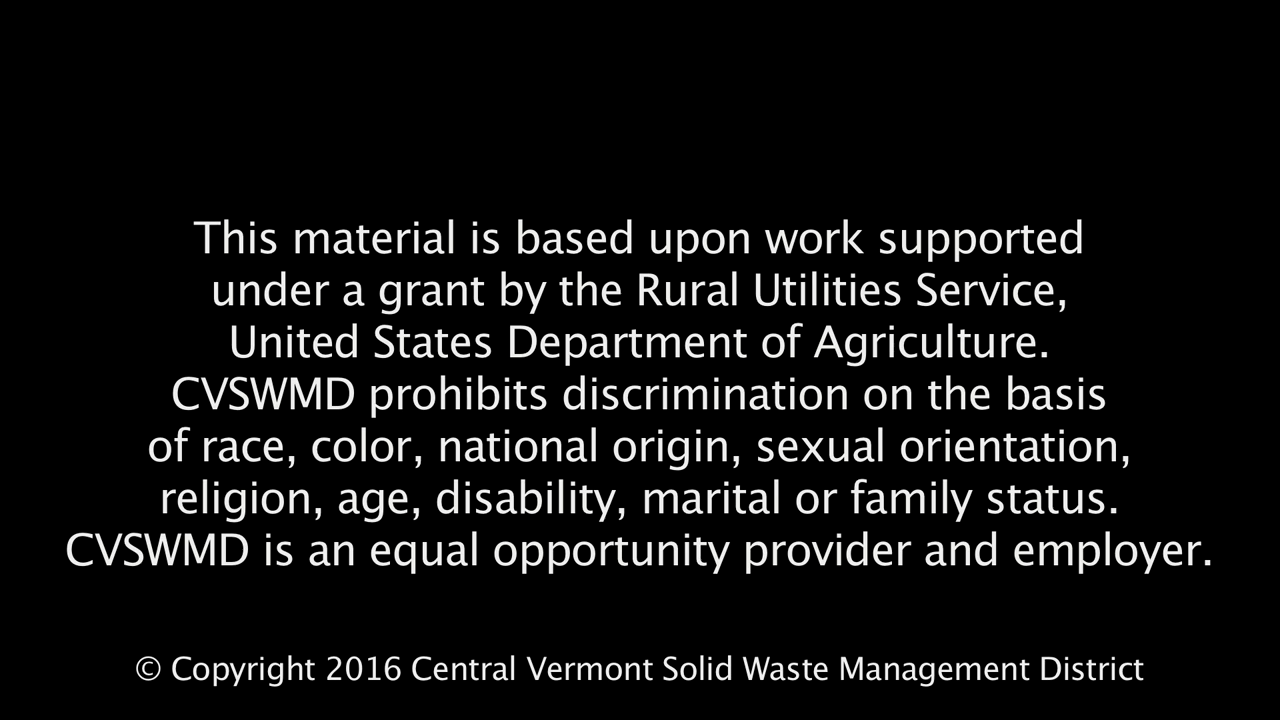 This material is based upon work supported
under a grant by the Rural Utilities Service,
United States Department of Agriculture.
CVSWMD prohibits discrimination on the basis
of race, color, national origin, sexual orientation,
religion, age, disability, marital or family status.
CVSWMD is an equal opportunity provider and employer.
© Copyright 2016 Central Vermont Solid Waste Management District